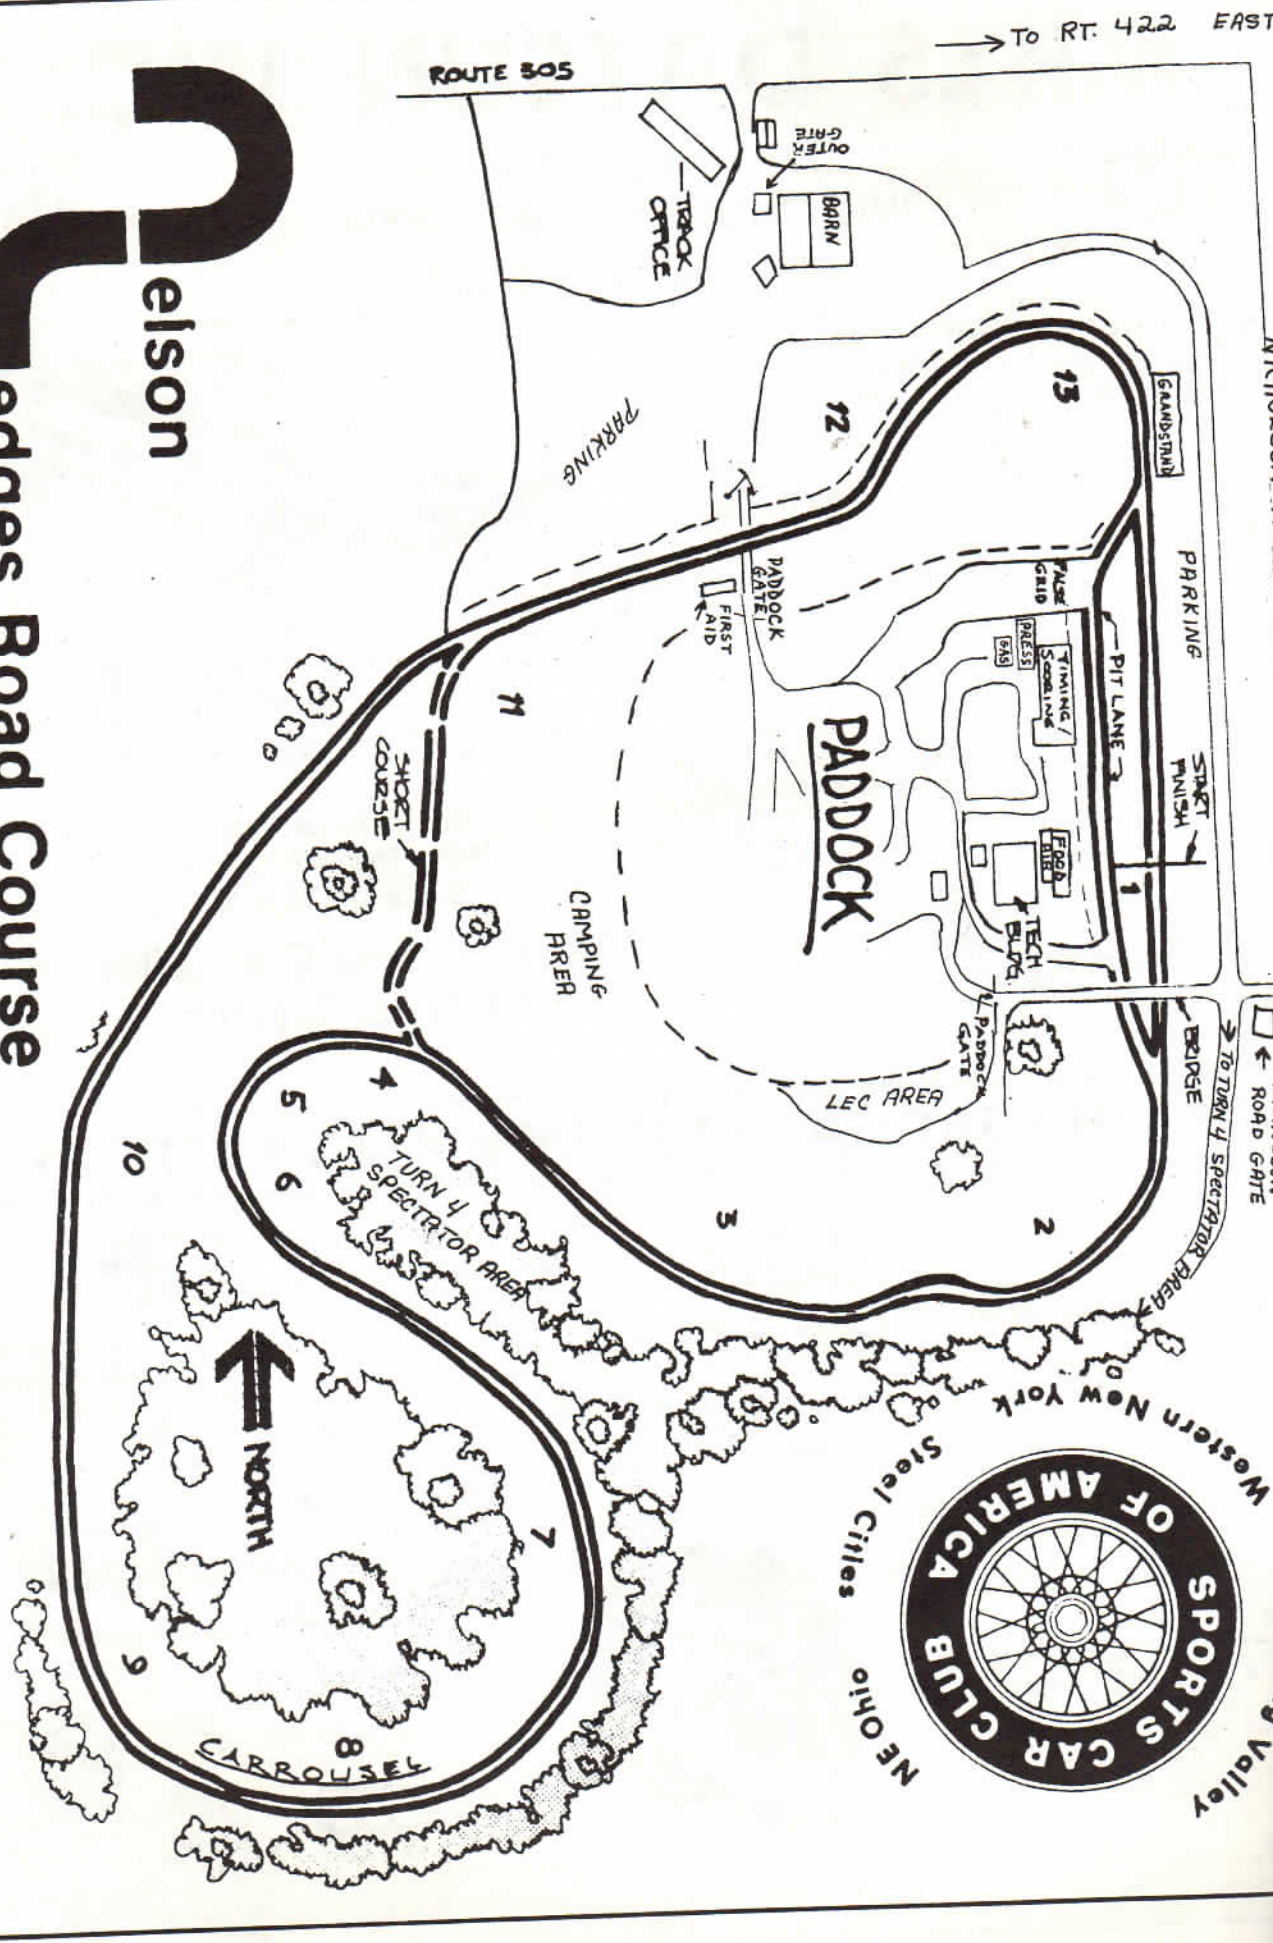 TO RT. 422 EAST
ROUTE 305
OUTER
GATE
BARN
TRACK
OFFICE
nelson
ledges Road Course
PARKING
12
13
GRANDSTAND
PARKING
PADDOCK
GATE
FIRST
AID
FALSE
GRID
PRESS
GAS
TIMING /
SCORING
PIT LANE
START
FINISH
1
11
SHORT
COURSE
PADDOCK
FOOD
TECH
BLDG.
CAMPING
AREA
PADDOCK
GATE
BRIDGE
ROAD GATE
TO TURN 4 SPECTATOR AREA
LEC AREA
2
3
4
5
6
TURN 4
SPECTATOR AREA
10
NORTH
7
8
CARROUSEL
9
Western New York
Steel Cities
NE Ohio
Valley
SPORTS CAR CLUB
OF AMERICA